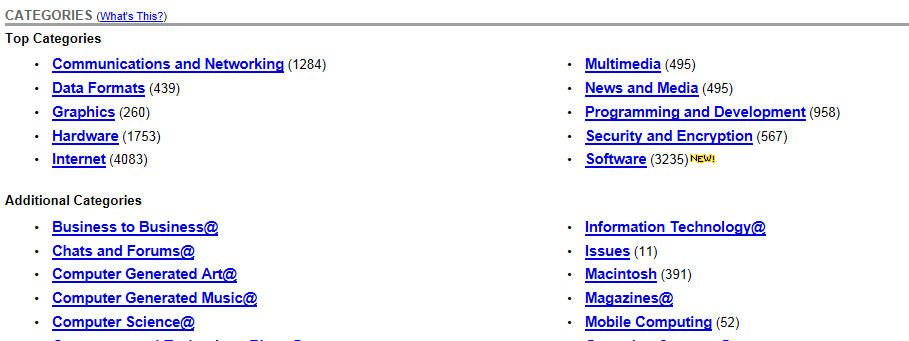 CATEGORIES (What's This?)
Top Categories
• Communications and Networking (1284)
• Data Formats (439)
• Graphics (260)
• Hardware (1753)
• Internet (4083)
• Multimedia (495)
• News and Media (495)
• Programming and Development (958)
• Security and Encryption (567)
• Software (3235) NEW!
Additional Categories
• Business to Business@
• Chats and Forums@
• Computer Generated Art@
• Computer Generated Music@
• Computer Science@
• Information Technology@
• Issues (11)
• Macintosh (391)
• Magazines@
• Mobile Computing (52)